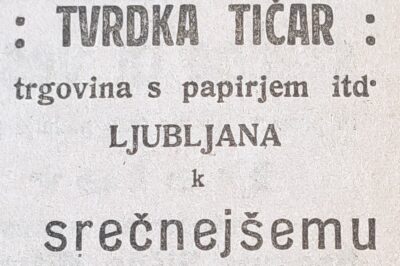 : TVRDKA TIČAR :
trgovina s papirjem itd·
LJUBLJANA
k
srečnejšemu